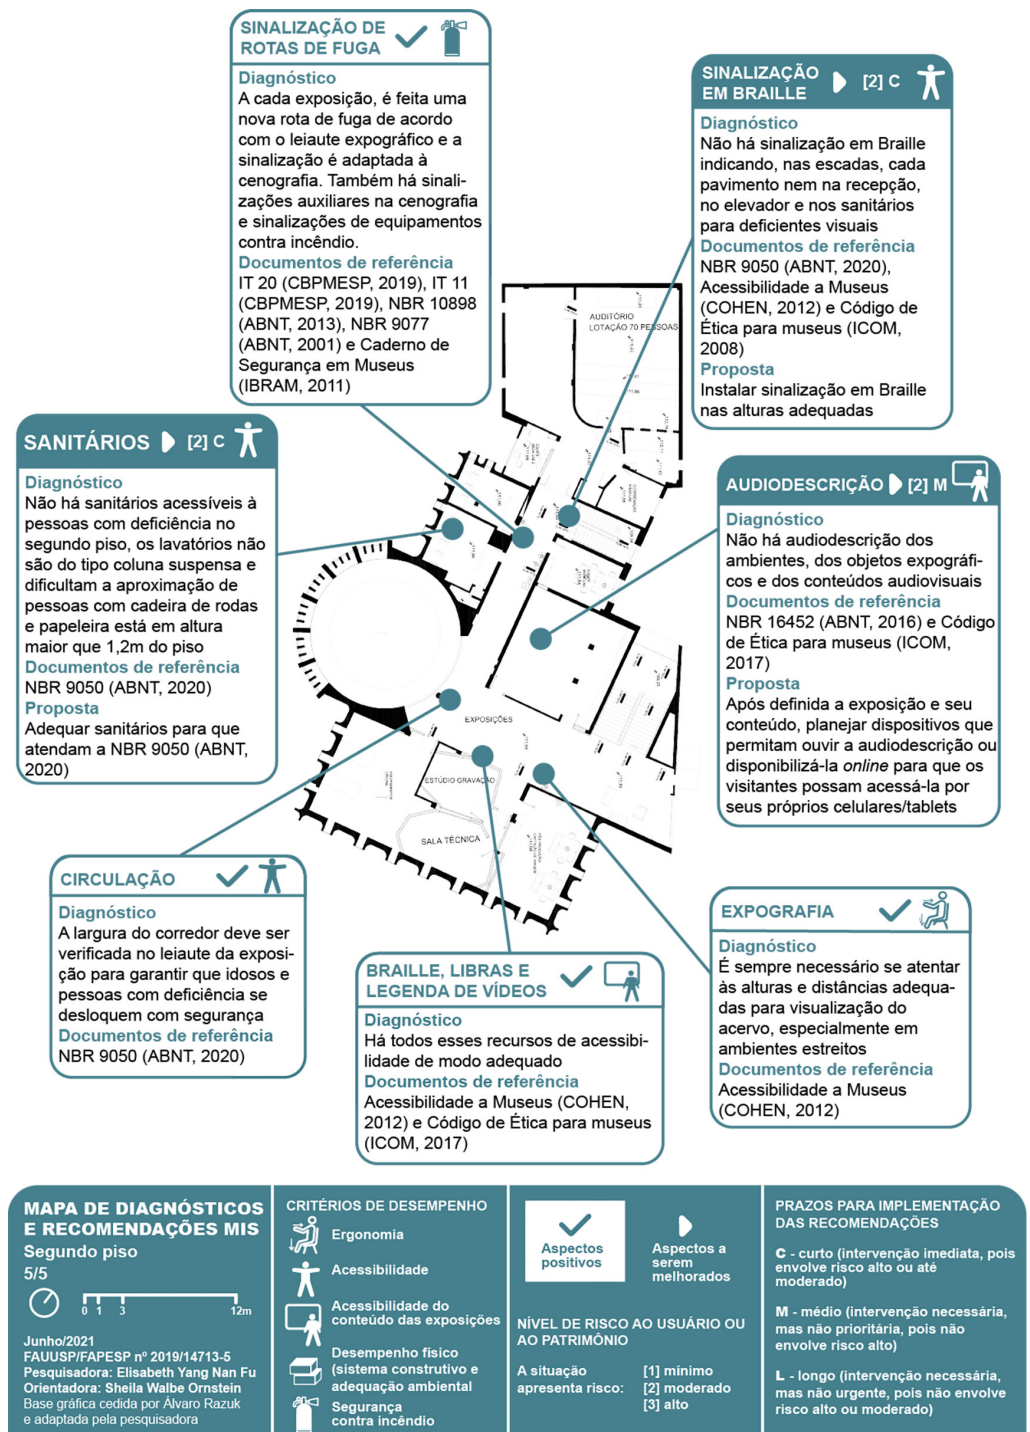 SINALIZAÇÃO DE
ROTAS DE FUGA
Diagnóstico
A cada exposição, é feita uma
nova rota de fuga de acordo
com o leiaute expográfico e a
sinalização é adaptada à
cenografia. Também há sinali-
zações auxiliares na cenografia
e sinalizações de equipamentos
contra incêndio.
Documentos de referência
IT 20 (CBPMESP, 2019), IT 11
(CBPMESP, 2019), NBR 10898
(ABNT, 2013), NBR 9077
(ABNT, 2001) e Caderno de
Segurança em Museus
(IBRAM, 2011)
SINALIZAÇÃO
EM BRAILLE
[2] C
Diagnóstico
Não há sinalização em Braille
indicando, nas escadas, cada
pavimento nem na recepção,
no elevador e nos sanitários
para deficientes visuais
Documentos de referência
NBR 9050 (ABNT, 2020),
Acessibilidade a Museus
(COHEN, 2012) e Código de
Ética para museus (ICOM,
2008)
Proposta
Instalar sinalização em Braille
nas alturas adequadas
AUDITÓRIO
LOTAÇÃO 70 PESSOAS
SANITÁRIOS [2] C
Diagnóstico
Não há sanitários acessíveis à
pessoas com deficiência no
segundo piso, os lavatórios não
são do tipo coluna suspensa e
dificultam a aproximação de
pessoas com cadeira de rodas
e papeleira está em altura
maior que 1,2m do piso
Documentos de referência
NBR 9050 (ABNT, 2020)
Proposta
Adequar sanitários para que
atendam a NBR 9050 (ABNT,
2020)
AUDIODESCRIÇÃO [2] M
Diagnóstico
Não há audiodescrição dos
ambientes, dos objetos expográfi-
cos e dos conteúdos audiovisuais
Documentos de referência
NBR 16452 (ABNT, 2016) e Código
de Ética para museus (ICOM,
2017)
Proposta
Após definida a exposição e seu
conteúdo, planejar dispositivos que
permitam ouvir a audiodescrição ou
disponibilizá-la online para que os
visitantes possam acessá-la por
seus próprios celulares/tablets
EXPOSIÇÕES
ESTÚDIO GRAVAÇÃO
SALA TÉCNICA
CIRCULAÇÃO
Diagnóstico
A largura do corredor deve ser
verificada no leiaute da exposi-
ção para garantir que idosos e
pessoas com deficiência se
desloquem com segurança
Documentos de referência
NBR 9050 (ABNT, 2020)
BRAILLE, LIBRAS E
LEGENDA DE VÍDEOS
Diagnóstico
Há todos esses recursos de acessibi-
lidade de modo adequado
Documentos de referência
Acessibilidade a Museus (COHEN,
2012) e Código de Ética para museus
(ICOM, 2017)
EXPOGRAFIA
Diagnóstico
É sempre necessário se atentar
às alturas e distâncias adequa-
das para visualização do
acervo, especialmente em
ambientes estreitos
Documentos de referência
Acessibilidade a Museus
(COHEN, 2012)
MAPA DE DIAGNÓSTICOS
E RECOMENDAÇÕES MIS
Segundo piso
5/5
0 1 3 12m
Junho/2021
FAUUSP/FAPESP nº 2019/14713-5
Pesquisadora: Elisabeth Yang Nan Fu
Orientadora: Sheila Walbe Ornstein
Base gráfica cedida por Álvaro Razuk
e adaptada pela pesquisadora
CRITÉRIOS DE DESEMPENHO
Ergonomia
Acessibilidade
Acessibilidade do
conteúdo das exposições
Desempenho físico
(sistema construtivo e
adequação ambiental
Segurança
contra incêndio
Aspectos
positivos
Aspectos a
serem
melhorados
NÍVEL DE RISCO AO USUÁRIO OU
AO PATRIMÔNIO
A situação
apresenta risco:
[1] mínimo
[2] moderado
[3] alto
PRAZOS PARA IMPLEMENTAÇÃO
DAS RECOMENDAÇÕES
C - curto (intervenção imediata, pois
envolve risco alto ou até
moderado)
M - médio (intervenção necessária,
mas não prioritária, pois não
envolve risco alto)
L - longo (intervenção necessária,
mas não urgente, pois não envolve
risco alto ou moderado)